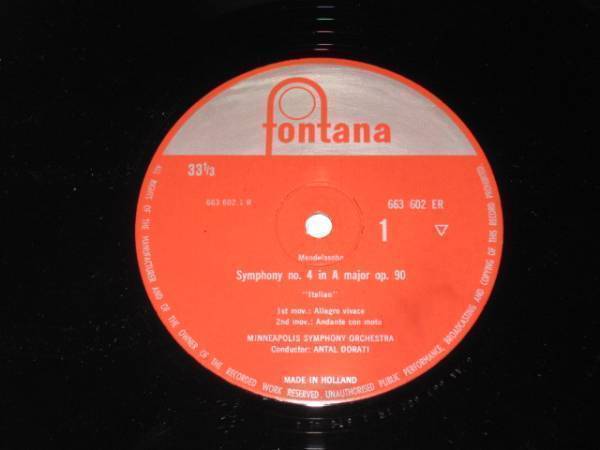 fontana
33 1/3
663 602 1 R
663 602 ER
1
Mendelssohn
Symphony no. 4 in A major op. 90
"Italian"
1st mov.: Allegro vivace
2nd mov.: Andante con moto
MINNEAPOLIS SYMPHONY ORCHESTRA
Conductor: ANTAL DORATI
MADE IN HOLLAND
ALL RIGHTS OF THE MANUFACTURER AND OF THE OWNER OF THE RECORDED WORK RESERVED. UNAUTHORISED PUBLIC PERFORMANCE, BROADCASTING AND COPYING OF THIS RECORD PROHIBITED